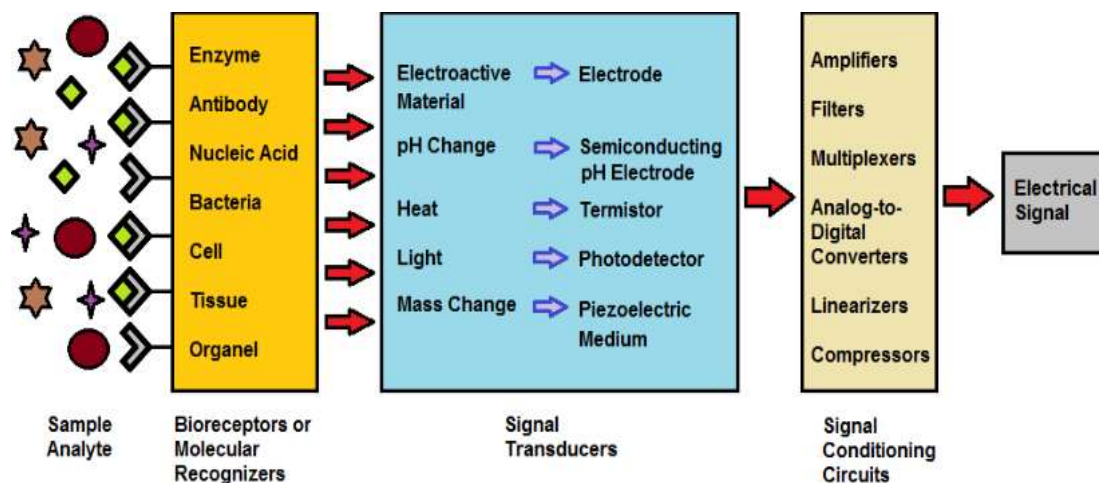 Enzyme
Antibody
Nucleic Acid
Bacteria
Cell
Tissue
Organel
Electroactive
Material
Electrode
pH Change
Semiconducting
pH Electrode
Heat
Termistor
Light
Photodetector
Mass Change
Piezoelectric
Medium
Amplifiers
Filters
Multiplexers
Analog-to-
Digital
Converters
Linearizers
Compressors
Electrical
Signal
Sample
Analyte
Bioreceptors or
Molecular
Recognizers
Signal
Transducers
Signal
Conditioning
Circuits